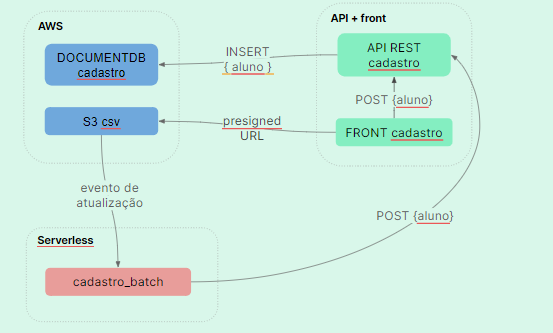 AWS
DOCUMENTDB
cadastro
S3 csv
INSERT
{ aluno }
presigned
URL
API + front
API REST
cadastro
POST {aluno}
FRONT cadastro
evento de
atualização
POST {aluno}
Serverless
cadastro_batch